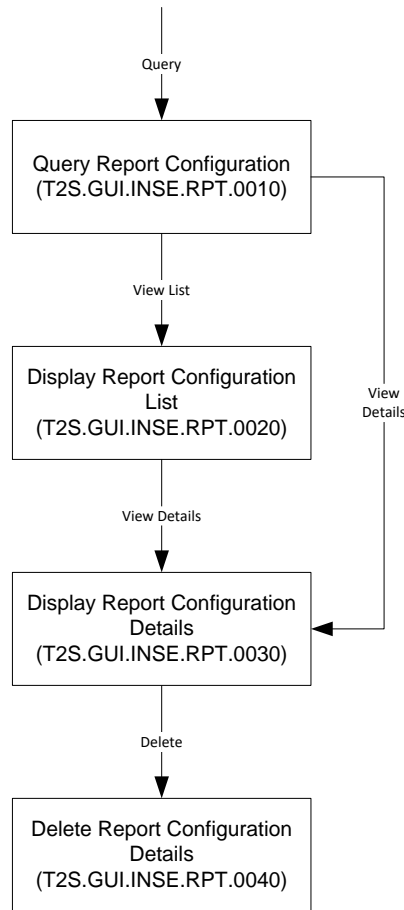 Query
Query Report Configuration
(T2S.GUI.INSE.RPT.0010)
View List
Display Report Configuration
List
(T2S.GUI.INSE.RPT.0020)
View
Details
View Details
Display Report Configuration
Details
(T2S.GUI.INSE.RPT.0030)
Delete
Delete Report Configuration
Details
(T2S.GUI.INSE.RPT.0040)